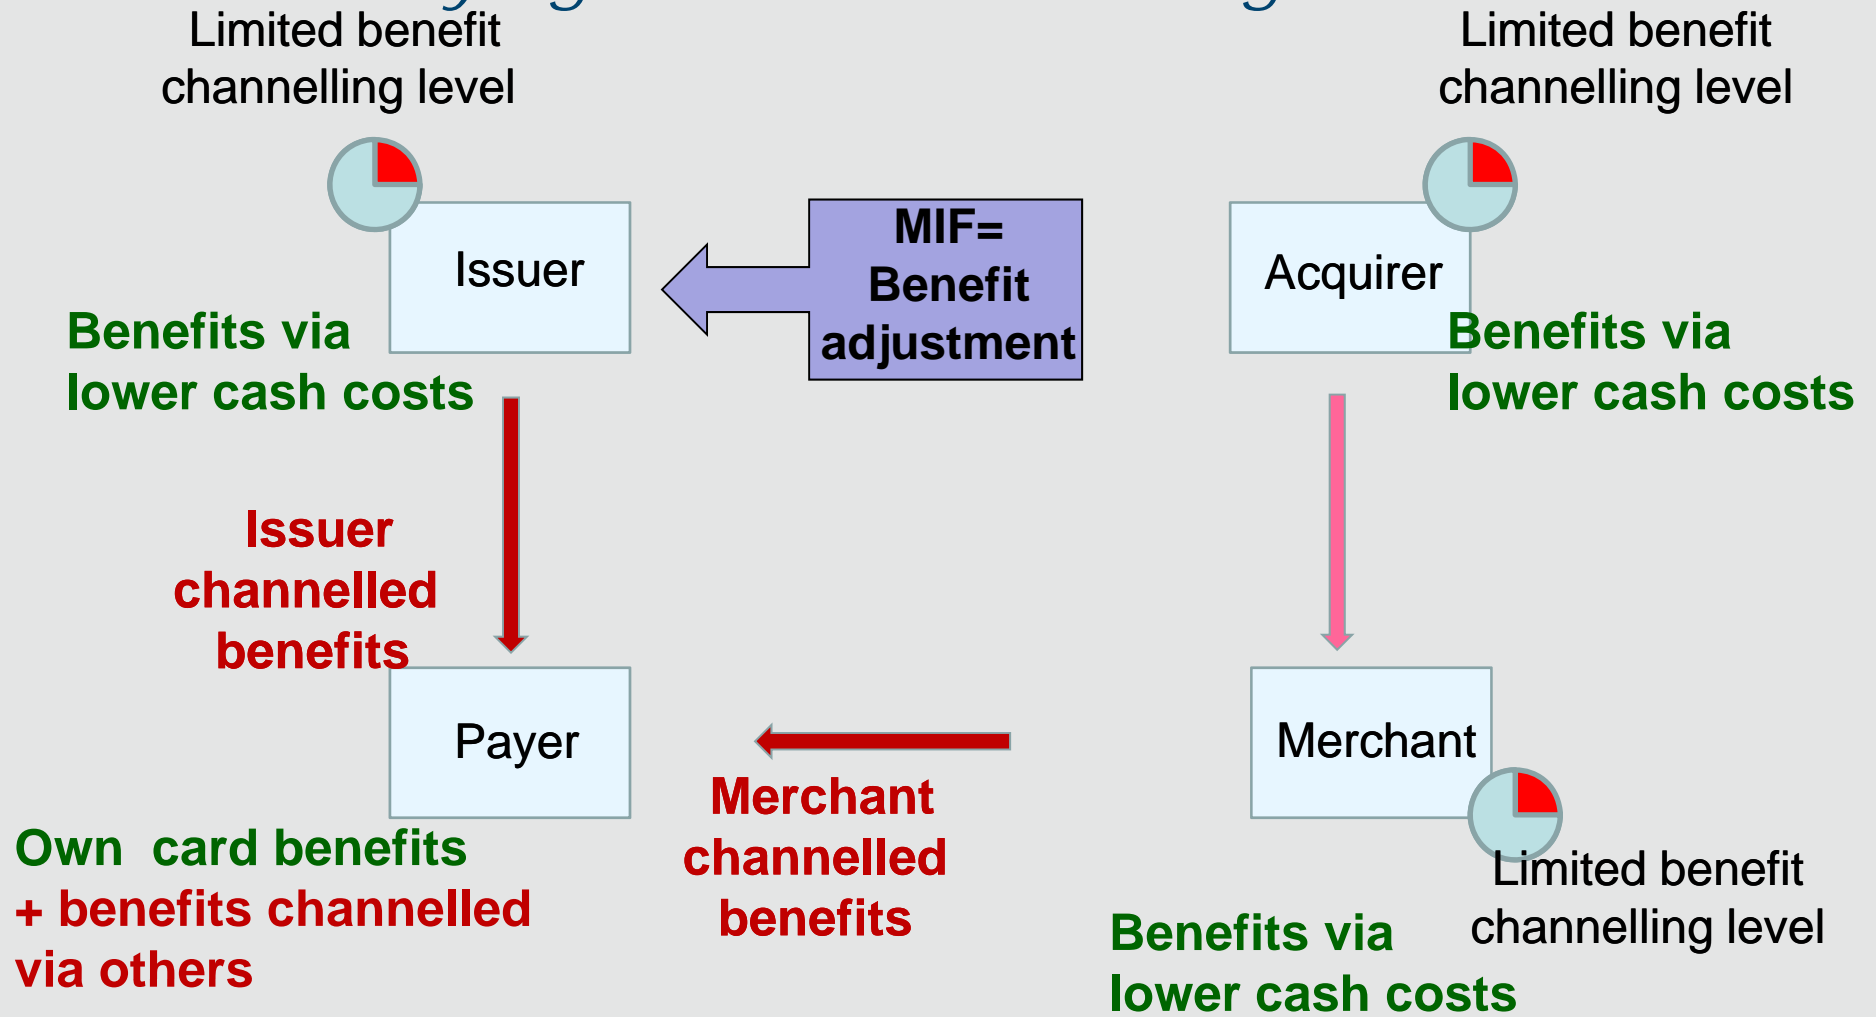 Limited benefit
channelling level
Limited benefit
channelling level
Issuer
MIF=
Benefit
adjustment
Acquirer
Benefits via
lower cash costs
Benefits via
lower cash costs
Issuer
channelled
benefits
Payer
Merchant
Merchant
channelled
benefits
Own card benefits
+ benefits channelled
via others
Limited benefit
channelling level
Benefits via
lower cash costs